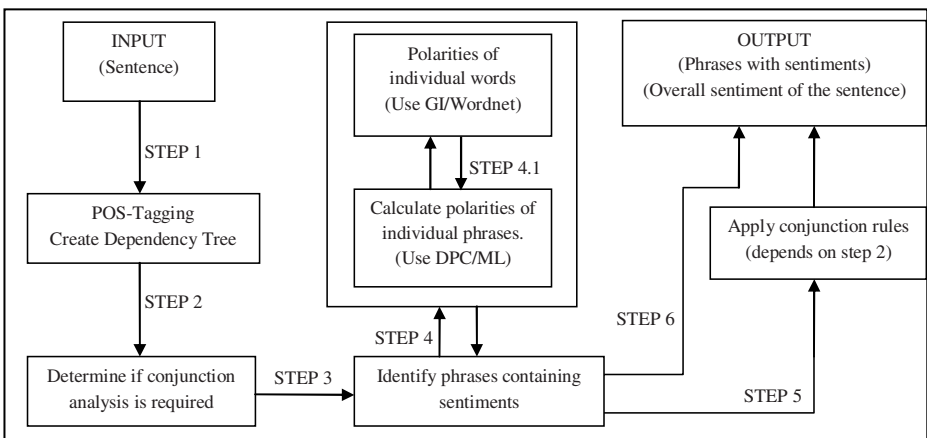 INPUT
(Sentence)
STEP 1
POS-Tagging
Create Dependency Tree
STEP 2
Determine if conjunction
analysis is required
STEP 3
Identify phrases containing
sentiments
STEP 4
Calculate polarities of
individual phrases.
(Use DPC/ML)
STEP 4.1
Polarities of
individual words
(Use GI/Wordnet)
STEP 5
Apply conjunction rules
(depends on step 2)
STEP 6
OUTPUT
(Phrases with sentiments)
(Overall sentiment of the sentence)